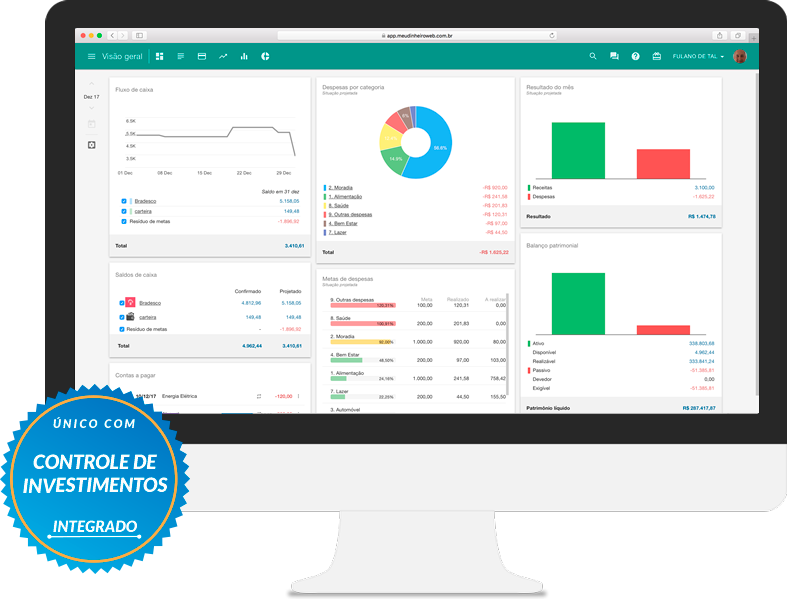 app.meudinheiroweb.com.br
Visão geral
FULANO DE TAL
Dez 17
Fluxo de caixa
6.5K
5.5K
4.5K
3.5K
01 Dec 08 Dec 15 Dec 22 Dec 29 Dec
Saldo em 31 dez
Bradesco 5.158,05
carteira 149,48
Resíduo de metas -1.896,92
Total 3.410,61
Saldos de caixa
Confirmado Projetado
Bradesco 4.812,96 5.158,05
carteira 149,48 149,48
Resíduo de metas - -1.896,92
Total 4.962,44 3.410,61
Contas a pagar
10/12/17 Energia Elétrica -120,00
Despesas por categoria
Situação projetada
56.6%
14.9%
6%
2. Moradia -R$ 920,00
1. Alimentação -R$ 241,58
8. Saúde -R$ 201,83
9. Outras despesas -R$ 120,31
4. Bem Estar -R$ 97,00
7. Lazer -R$ 44,50
Total -R$ 1.625,22
Metas de despesas
Situação projetada
Meta Realizado A realizar
9. Outras despesas
120,31% 100,00 120,31 0,00
8. Saúde
100,91% 200,00 201,83 0,00
2. Moradia
92,00% 1.000,00 920,00 80,00
4. Bem Estar
48,50% 200,00 97,00 103,00
1. Alimentação
24,16% 1.000,00 241,58 758,42
7. Lazer
22,25% 200,00 44,50 155,50
3. Automóvel
Resultado do mês
Situação projetada
Receitas 3.100,00
Despesas -1.625,22
Resultado R$ 1.474,78
Balanço patrimonial
Ativo 338.803,68
Disponível 4.962,44
Realizável 333.841,24
Passivo -51.385,81
Devedor 0,00
Exigível -51.385,81
Patrimônio líquido R$ 287.417,87
ÚNICO COM
CONTROLE DE
INVESTIMENTOS
INTEGRADO